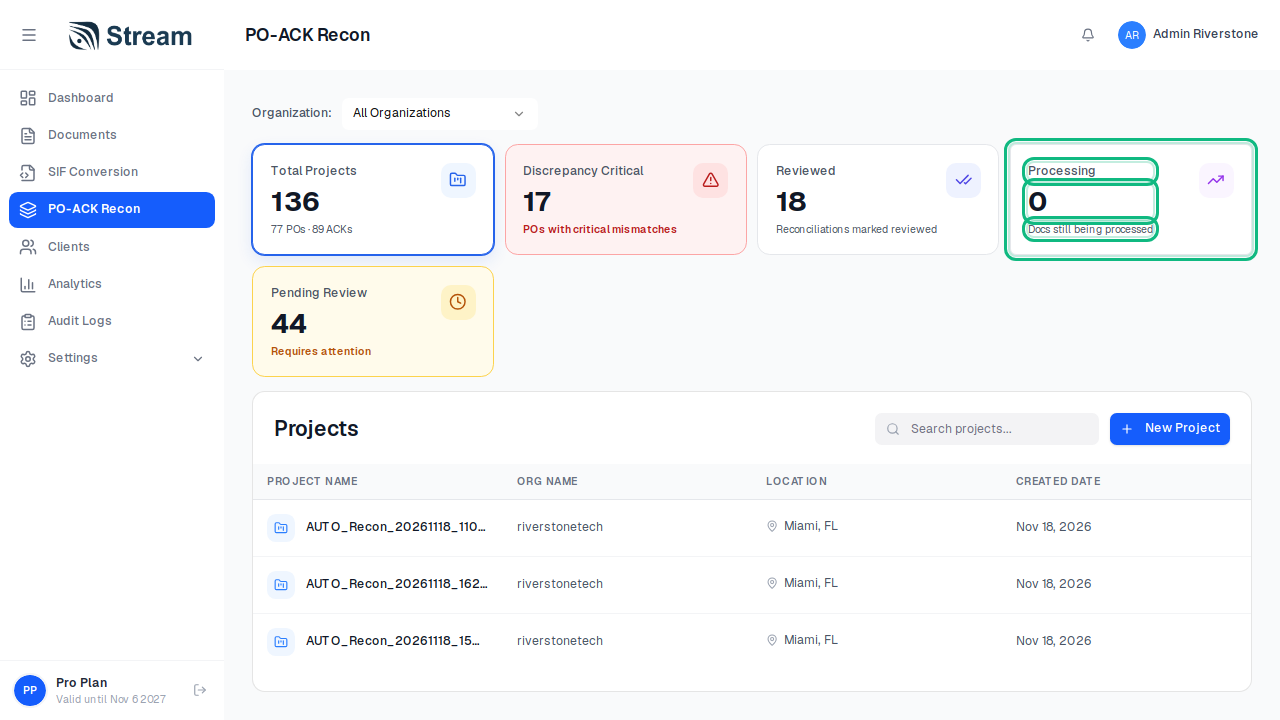 Stream
PO-ACK Recon
AR
Admin Riverstone
Dashboard
Documents
SIF Conversion
PO-ACK Recon
Clients
Analytics
Audit Logs
Settings
Organization:
All Organizations
Total Projects
136
77 POs · 89 ACKs
Discrepancy Critical
17
POs with critical mismatches
Reviewed
18
Reconciliations marked reviewed
Processing
0
Docs still being processed
Pending Review
44
Requires attention
Projects
Search projects...
New Project
PROJECT NAME
ORG NAME
LOCATION
CREATED DATE
AUTO_Recon_20261118_110...
riverstonetech
Miami, FL
Nov 18, 2026
AUTO_Recon_20261118_162...
riverstonetech
Miami, FL
Nov 18, 2026
AUTO_Recon_20261118_15...
riverstonetech
Miami, FL
Nov 18, 2026
PP
Pro Plan
Valid until Nov 6 2027